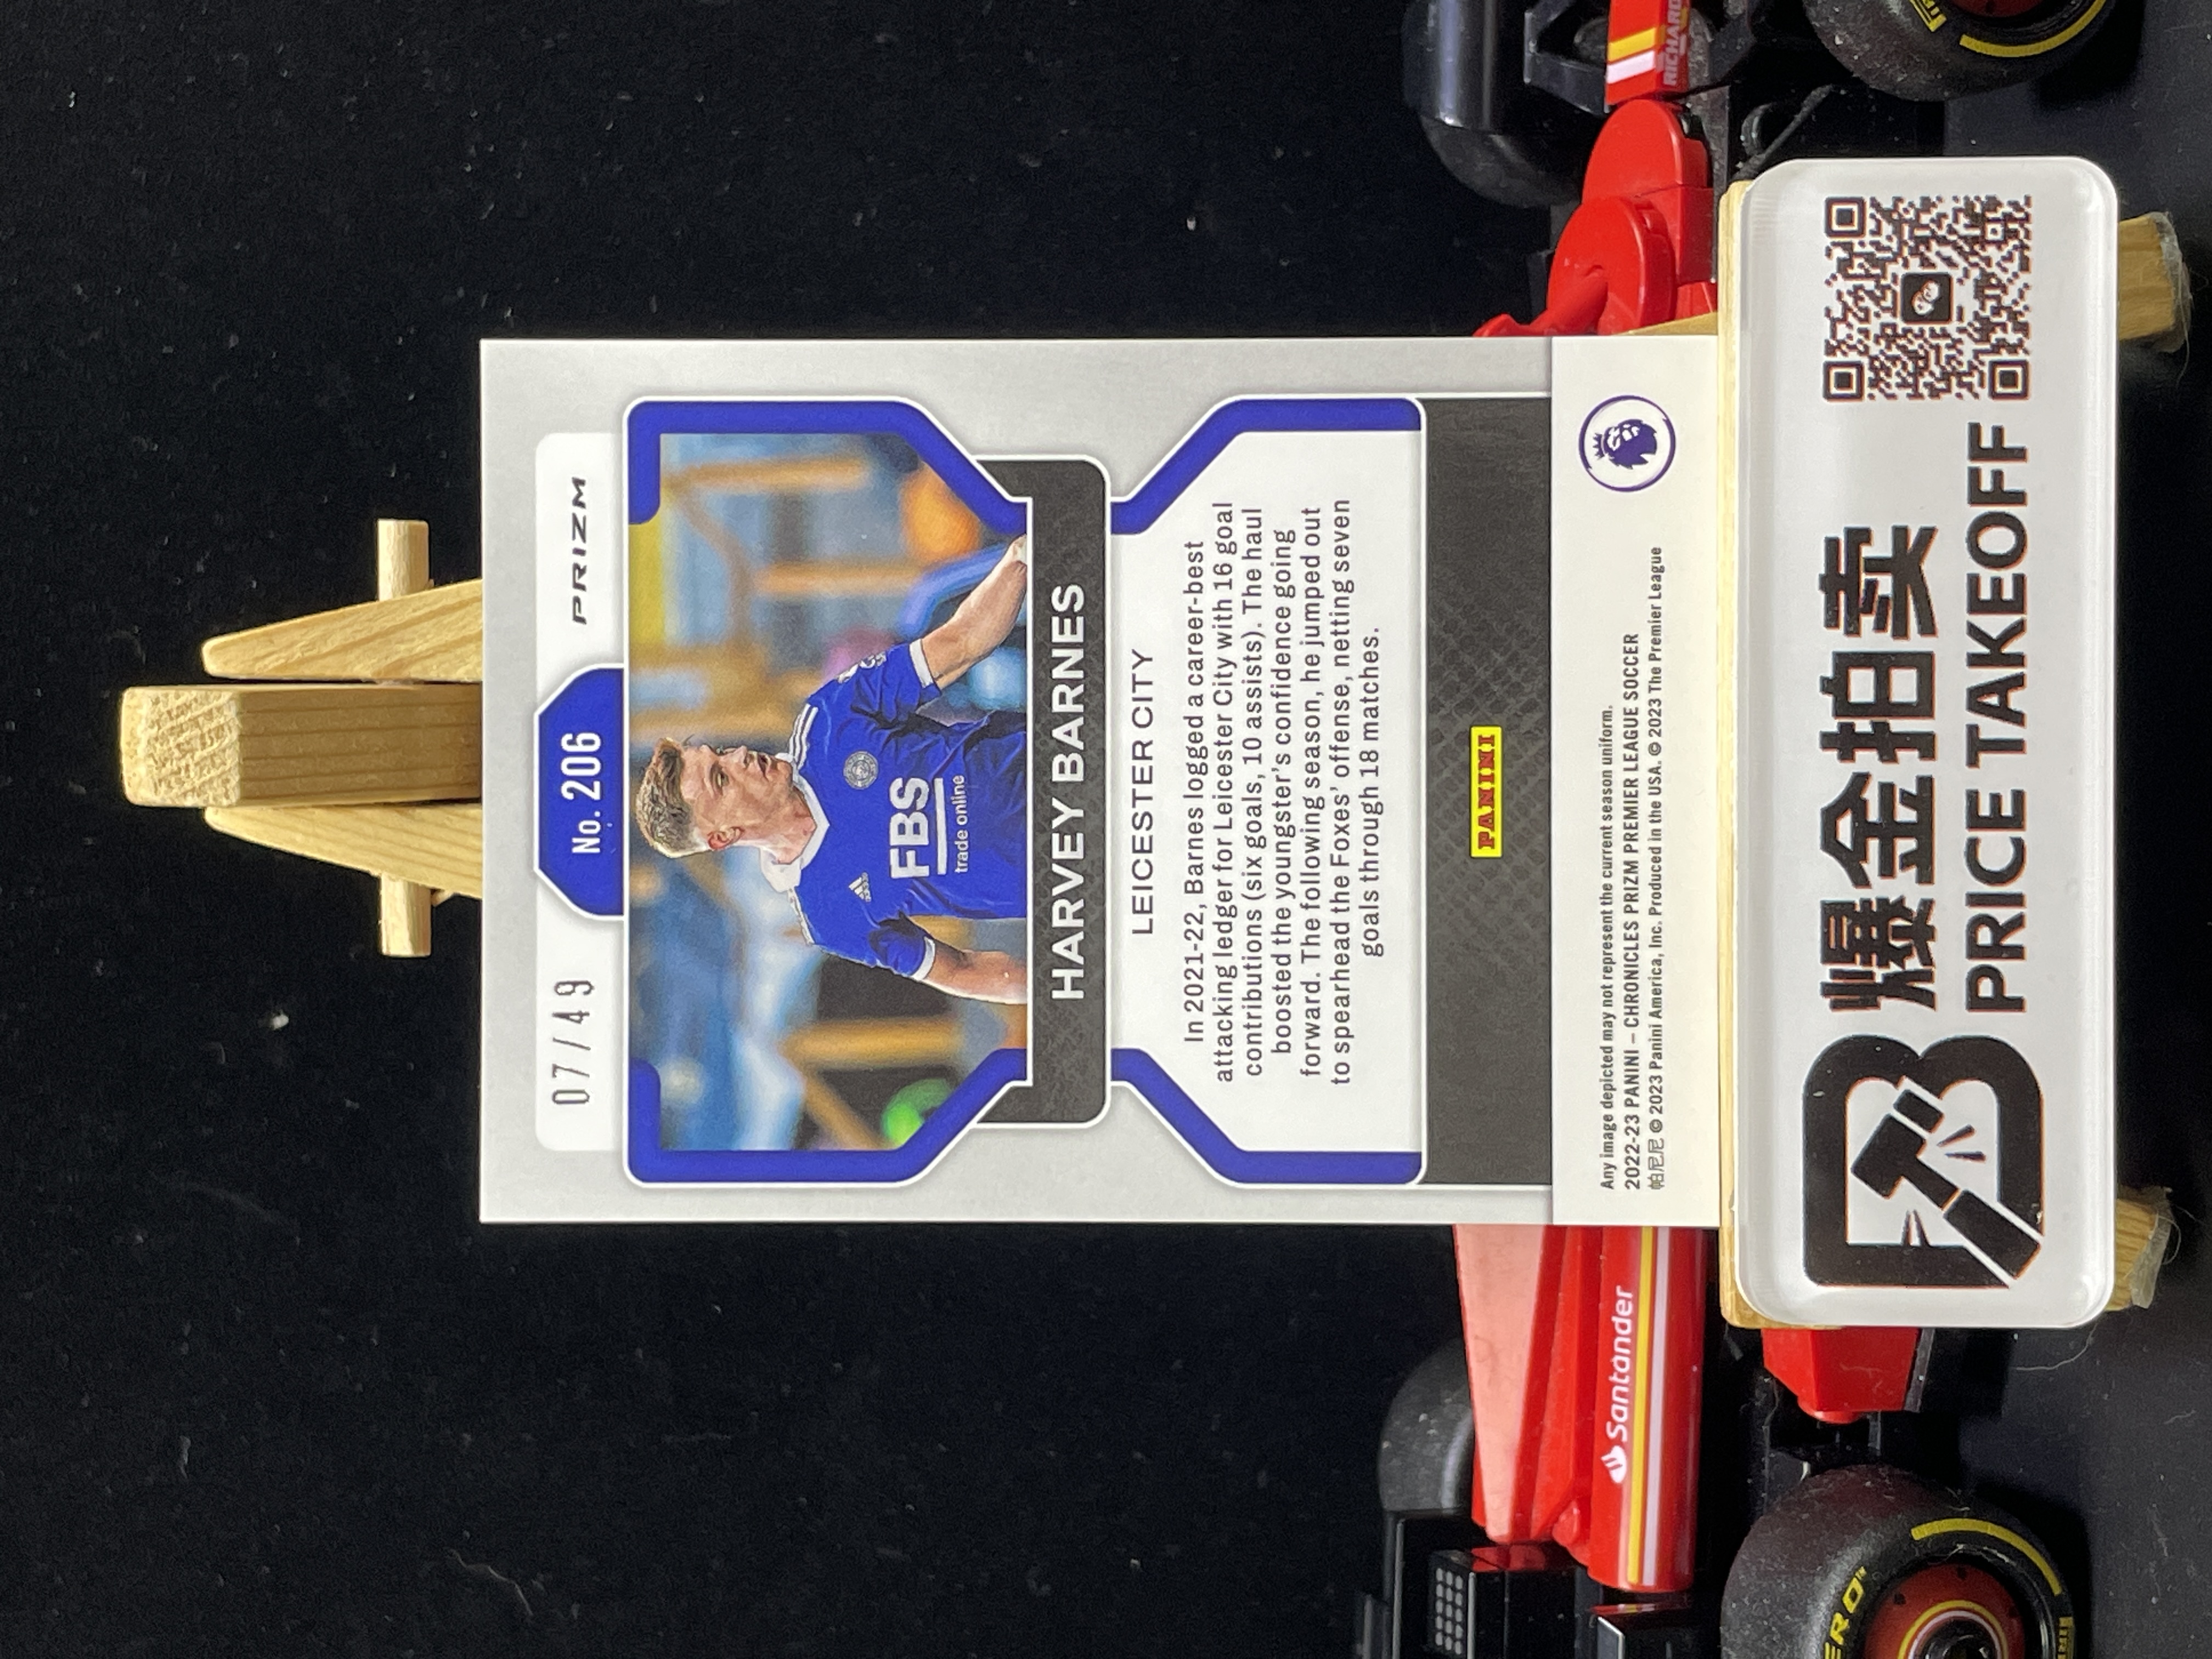 07/49
No. 206
PRIZM
FBS
trade online
HARVEY BARNES
LEICESTER CITY
In 2021-22, Barnes logged a career-best
attacking ledger for Leicester City with 16 goal
contributions (six goals, 10 assists). The haul
boosted the youngster's confidence going
forward. The following season, he jumped out
to spearhead the Foxes' offense, netting seven
goals through 18 matches.
PANINI
Any image depicted may not represent the current season uniform.
2022-23 PANINI – CHRONICLES PRIZM PREMIER LEAGUE SOCCER
帕尼尼 © 2023 Panini America, Inc. Produced in the USA. © 2023 The Premier League
Santander
RICHARD
爆金拍卖
PRICE TAKEOFF